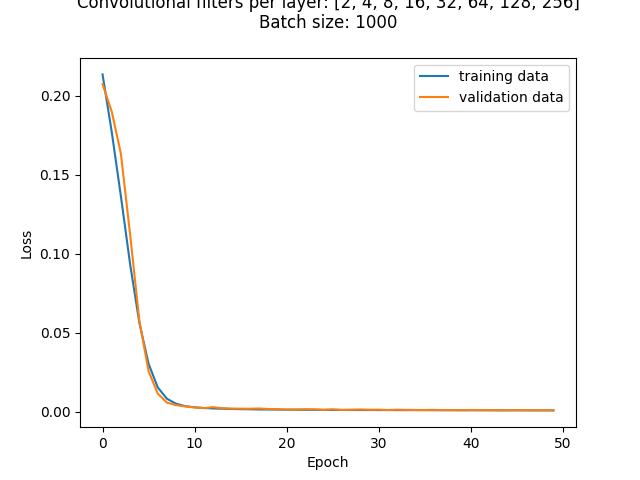 Convolutional filters per layer: [2, 4, 8, 16, 32, 64, 128, 256]
Batch size: 1000
training data
validation data
0.20
0.15
0.10
0.05
0.00
Loss
0 10 20 30 40 50
Epoch